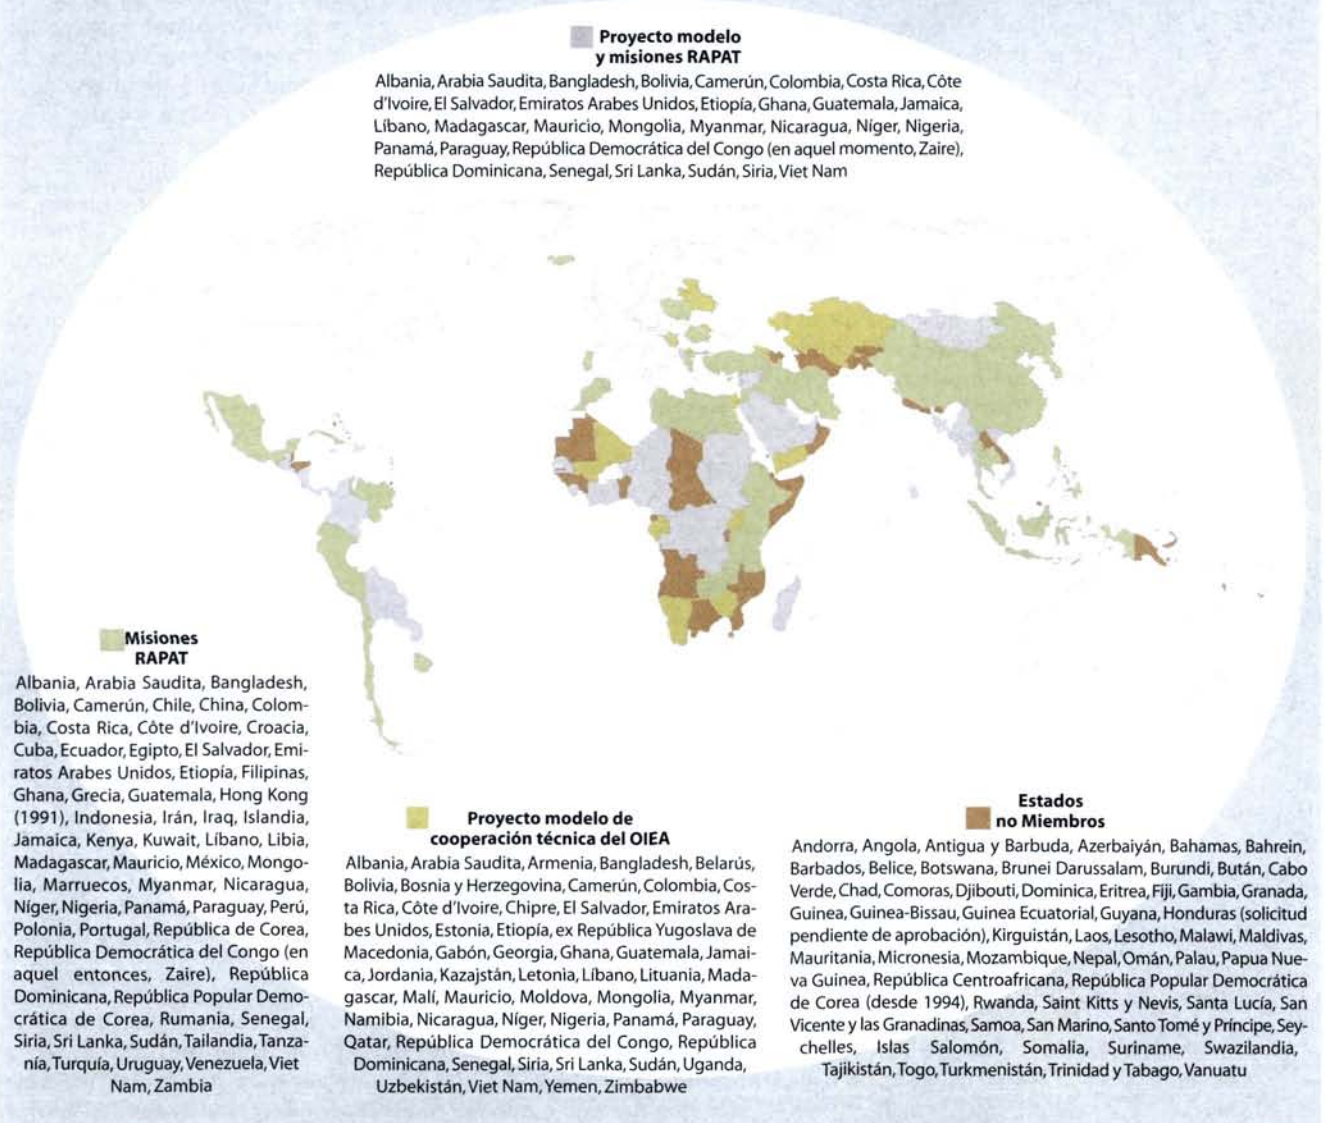 Proyecto modelo
y misiones RAPAT
Albania, Arabia Saudita, Bangladesh, Bolivia, Camerún, Colombia, Costa Rica, Côte
d'Ivoire, El Salvador, Emiratos Arabes Unidos, Etiopía, Ghana, Guatemala, Jamaica,
Líbano, Madagascar, Mauricio, Mongolia, Myanmar, Nicaragua, Níger, Nigeria,
Panamá, Paraguay, República Democrática del Congo (en aquel momento, Zaire),
República Dominicana, Senegal, Sri Lanka, Sudán, Siria, Viet Nam
Misiones
RAPAT
Albania, Arabia Saudita, Bangladesh,
Bolivia, Camerún, Chile, China, Colom-
bia, Costa Rica, Côte d'Ivoire, Croacia,
Cuba, Ecuador, Egipto, El Salvador, Emi-
ratos Arabes Unidos, Etiopía, Filipinas,
Ghana, Grecia, Guatemala, Hong Kong
(1991), Indonesia, Irán, Iraq, Islandia,
Jamaica, Kenya, Kuwait, Líbano, Libia,
Madagascar, Mauricio, México, Mongo-
lia, Marruecos, Myanmar, Nicaragua,
Níger, Nigeria, Panamá, Paraguay, Perú,
Polonia, Portugal, República de Corea,
República Democrática del Congo (en
aquel entonces, Zaire), República
Dominicana, República Popular Demo-
crática de Corea, Rumania, Senegal,
Siria, Sri Lanka, Sudán, Tailandia, Tanza-
nía, Turquía, Uruguay, Venezuela, Viet
Nam, Zambia
Proyecto modelo de
cooperación técnica del OIEA
Albania, Arabia Saudita, Armenia, Bangladesh, Belarús,
Bolivia, Bosnia y Herzegovina, Camerún, Colombia, Cos-
ta Rica, Côte d'Ivoire, Chipre, El Salvador, Emiratos Ara-
bes Unidos, Estonia, Etiopía, ex República Yugoslava de
Macedonia, Gabón, Georgia, Ghana, Guatemala, Jamai-
ca, Jordania, Kazajstán, Letonia, Líbano, Lituania, Mada-
gascar, Malí, Mauricio, Moldova, Mongolia, Myanmar,
Namibia, Nicaragua, Níger, Nigeria, Panamá, Paraguay,
Qatar, República Democrática del Congo, República
Dominicana, Senegal, Siria, Sri Lanka, Sudán, Uganda,
Uzbekistán, Viet Nam, Yemen, Zimbabwe
Estados
no Miembros
Andorra, Angola, Antigua y Barbuda, Azerbaiyán, Bahamas, Bahrein,
Barbados, Belice, Botswana, Brunei Darussalam, Burundi, Bután, Cabo
Verde, Chad, Comoras, Djibouti, Dominica, Eritrea, Fiji, Gambia, Granada,
Guinea, Guinea-Bissau, Guinea Ecuatorial, Guyana, Honduras (solicitud
pendiente de aprobación), Kirguistán, Laos, Lesotho, Malawi, Maldivas,
Mauritania, Micronesia, Mozambique, Nepal, Omán, Palau, Papua Nue-
va Guinea, República Centroafricana, República Popular Democrática
de Corea (desde 1994), Rwanda, Saint Kitts y Nevis, Santa Lucía, San
Vicente y las Granadinas, Samoa, San Marino, Santo Tomé y Príncipe, Sey-
chelles, Islas Salomón, Somalia, Suriname, Swazilandia,
Tajikistán, Togo, Turkmenistán, Trinidad y Tabago, Vanuatu